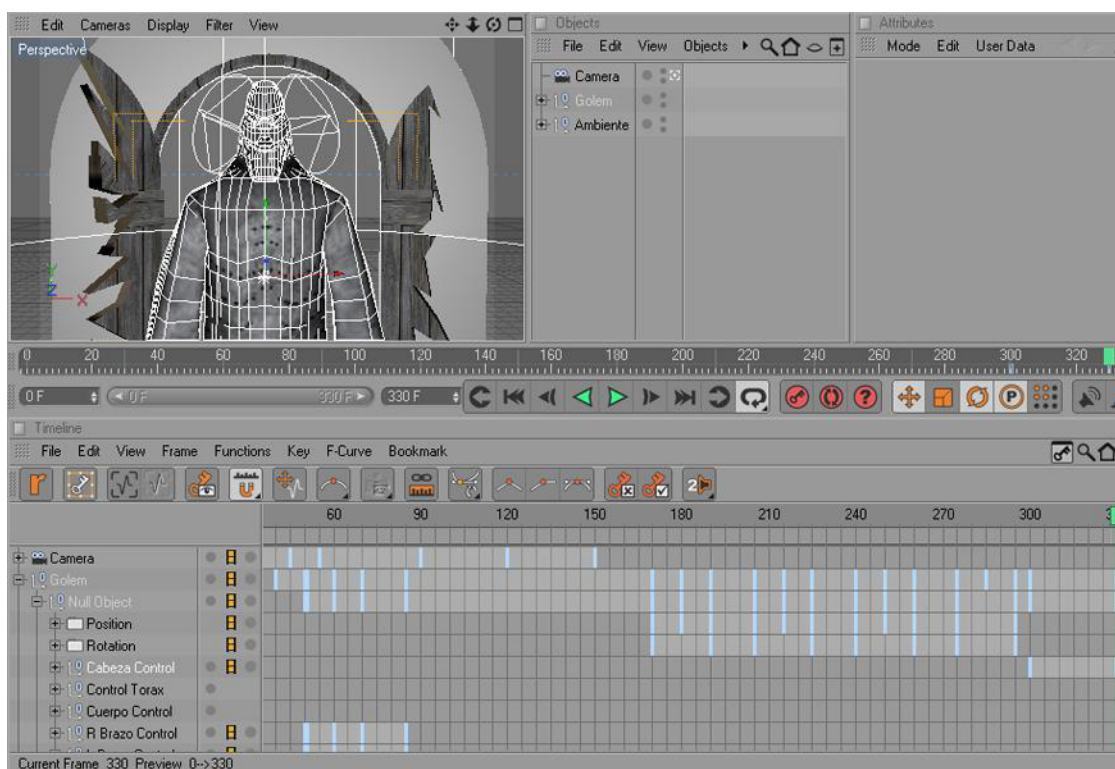 Edit Cameras Display Filter View
Perspective
Objects
File Edit View Objects
Camera
Golem
Ambiente
Attributes
Mode Edit User Data
0 20 40 60 80 100 120 140 160 180 200 220 240 260 280 300 320
0 F 0 F 330 F 330 F
Timeline
File Edit View Frame Functions Key F-Curve Bookmark
60 90 120 150 180 210 240 270 300
Camera
Golem
Null Object
Position
Rotation
Cabeza Control
Control Torax
Cuerpo Control
R Brazo Control
Current Frame 330 Preview 0-->330